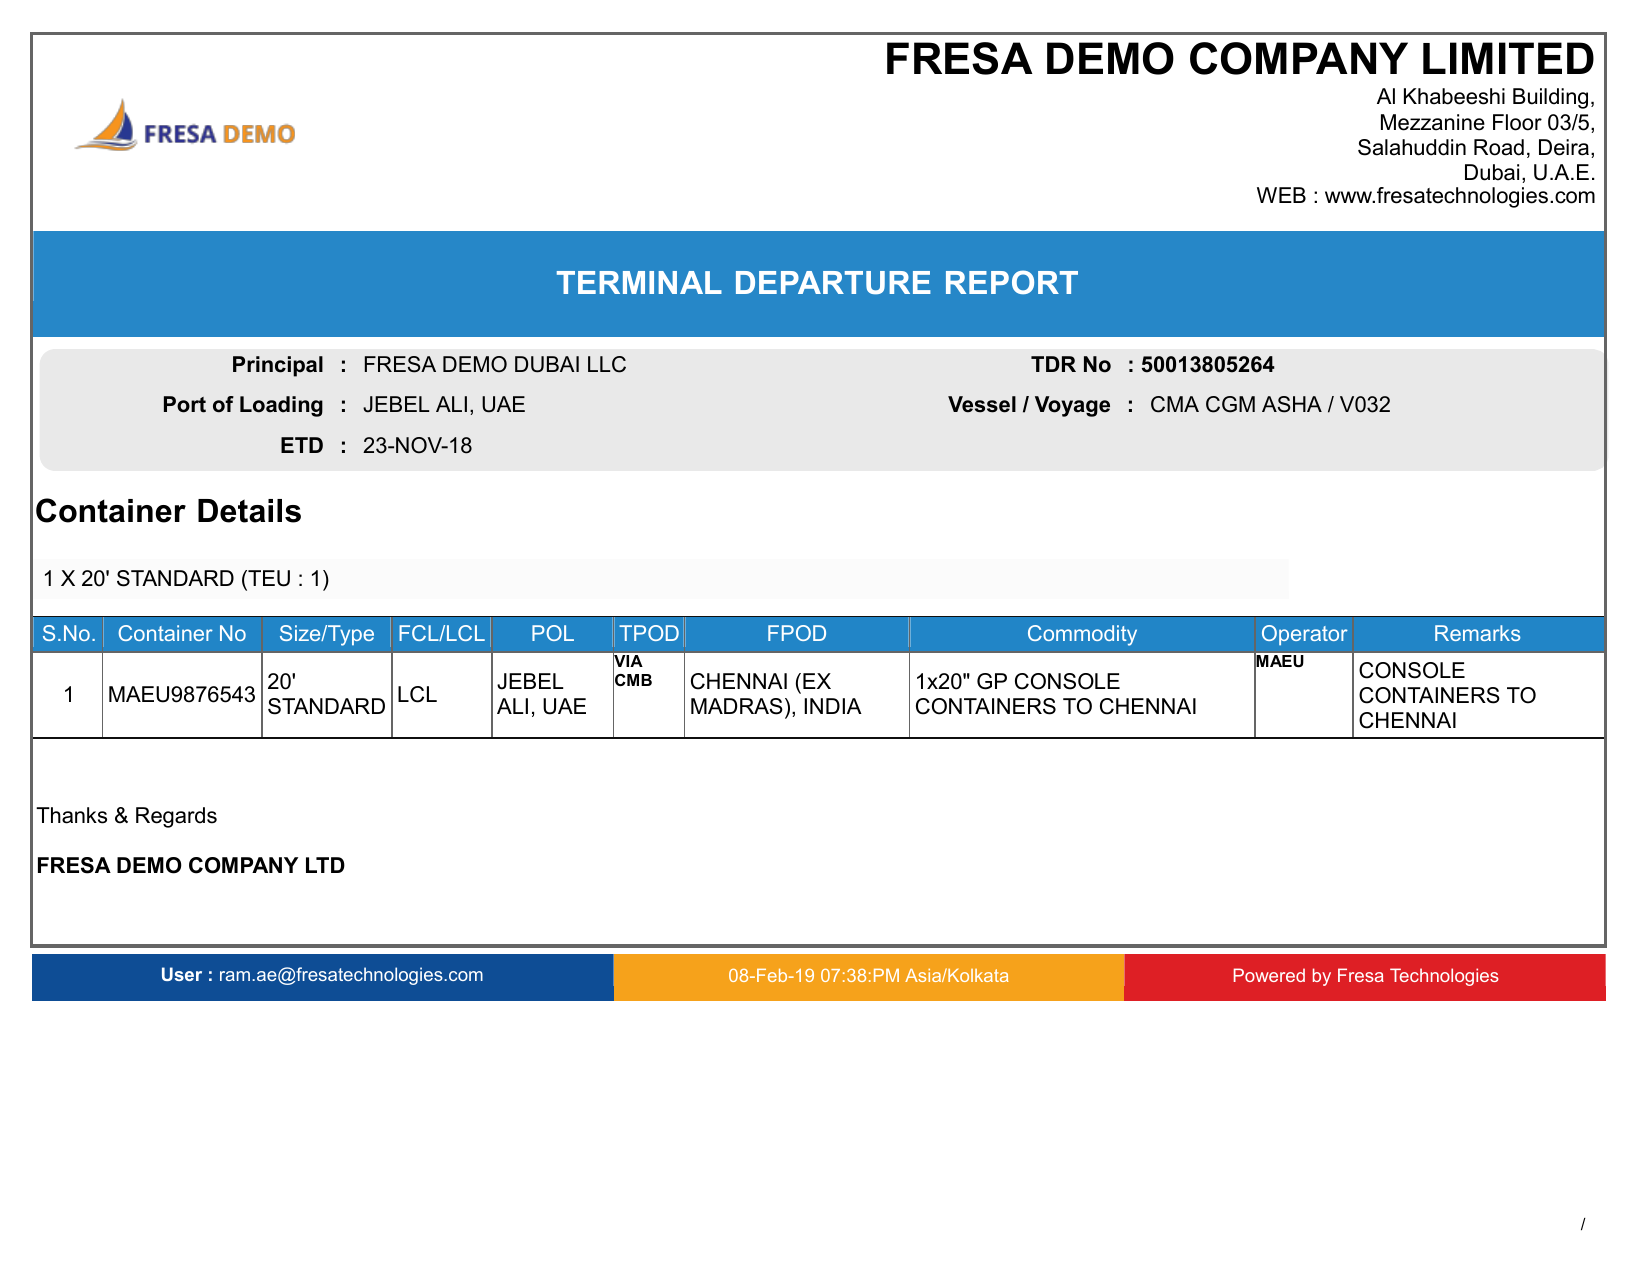 FRESA DEMO COMPANY LIMITED
FRESA DEMO
Al Khabeeshi Building,
Mezzanine Floor 03/5,
Salahuddin Road, Deira,
Dubai, U.A.E.
WEB : www.fresatechnologies.com
TERMINAL DEPARTURE REPORT
Principal : FRESA DEMO DUBAI LLC TDR No : 50013805264
Port of Loading : JEBEL ALI, UAE Vessel / Voyage : CMA CGM ASHA / V032
ETD : 23-NOV-18
Container Details
1 X 20' STANDARD (TEU : 1)
S.No. Container No Size/Type FCL/LCL POL TPOD FPOD Commodity Operator Remarks
1
MAEU9876543
20'
STANDARD
LCL
JEBEL
ALI, UAE
VIA
CMB
CHENNAI (EX
MADRAS), INDIA
1x20" GP CONSOLE
CONTAINERS TO CHENNAI
MAEU
CONSOLE
CONTAINERS TO
CHENNAI
Thanks & Regards
FRESA DEMO COMPANY LTD
User : ram.ae@fresatechnologies.com 08-Feb-19 07:38:PM Asia/Kolkata Powered by Fresa Technologies
/